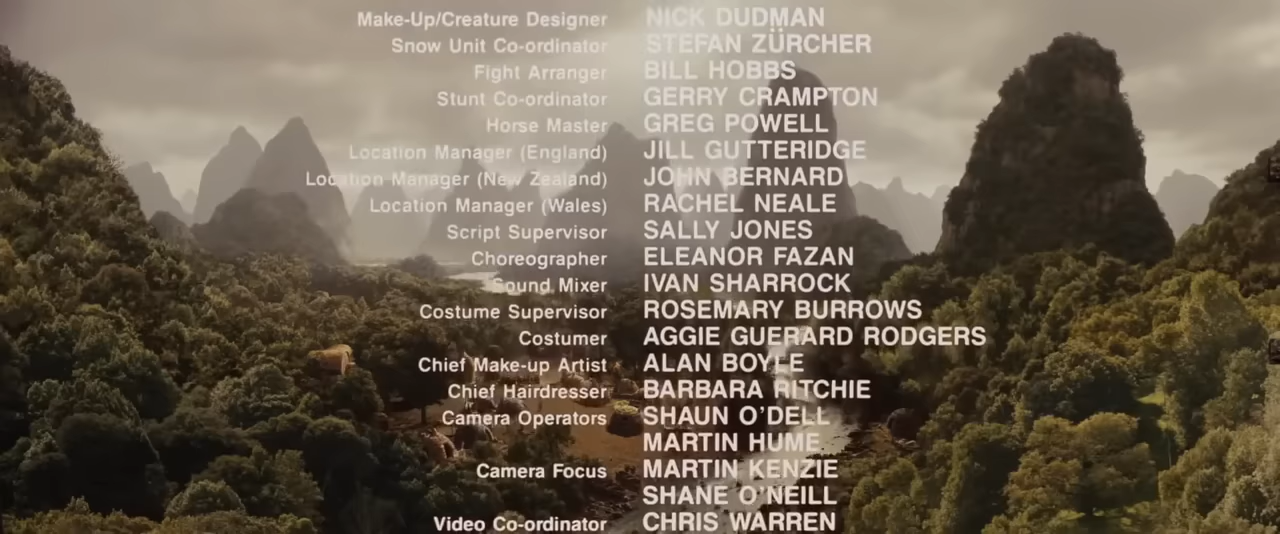 Make-Up/Creature Designer NICK DUDMAN
Snow Unit Co-ordinator STEFAN ZÜRCHER
Fight Arranger BILL HOBBS
Stunt Co-ordinator GERRY CRAMPTON
Horse Master GREG POWELL
Location Manager (England) JILL GUTTERIDGE
Location Manager (New Zealand) JOHN BERNARD
Location Manager (Wales) RACHEL NEALE
Script Supervisor SALLY JONES
Choreographer ELEANOR FAZAN
Sound Mixer IVAN SHARROCK
Costume Supervisor ROSEMARY BURROWS
Costumer AGGIE GUERARD RODGERS
Chief Make-up Artist ALAN BOYLE
Chief Hairdresser BARBARA RITCHIE
Camera Operators SHAUN O'DELL
MARTIN HUME
Camera Focus MARTIN KENZIE
SHANE O'NEILL
Video Co-ordinator CHRIS WARREN